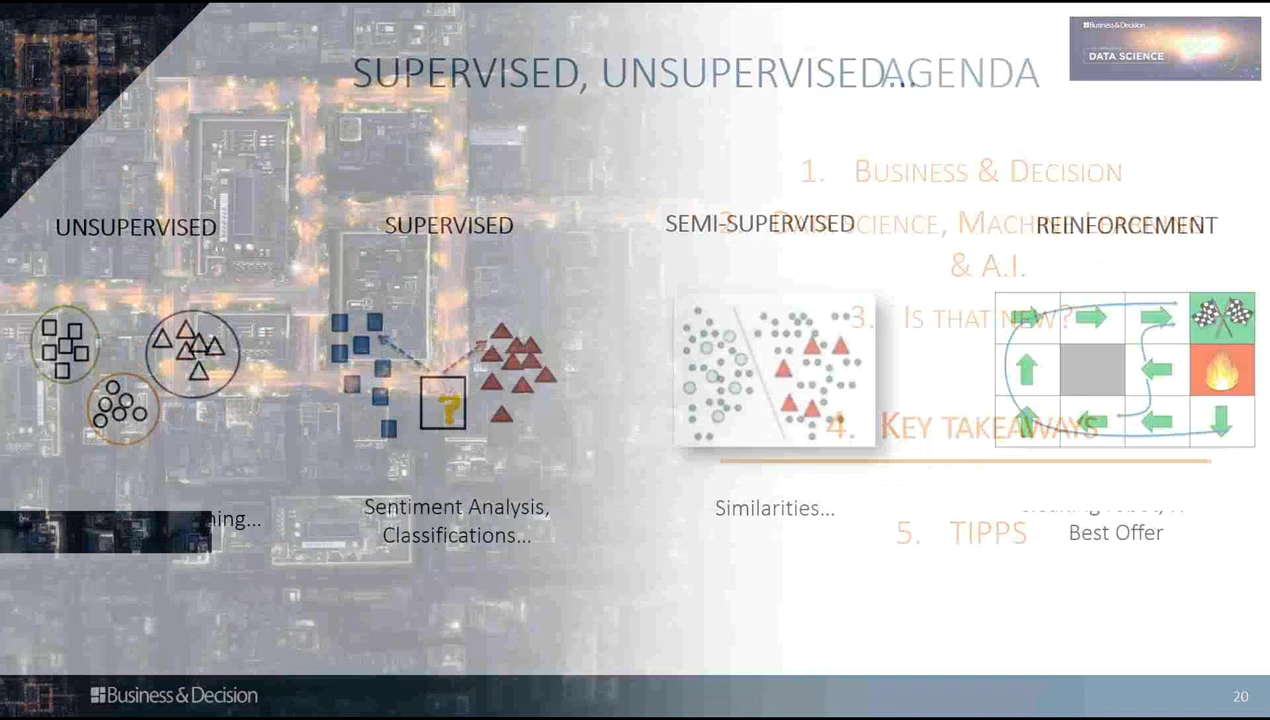 Business & Decision
DATA SCIENCE
SUPERVISED, UNSUPERVISED...
AGENDA
1. BUSINESS & DECISION
SCIENCE,
& A.I.
3. IS THAT NEW?
4. KEY TAKEAWAYS
5. TIPPS
UNSUPERVISED
SUPERVISED
SEMI-SUPERVISED
REINFORCEMENT
?
Sentiment Analysis,
Classifications...
Similarities...
Best Offer
Business & Decision
20